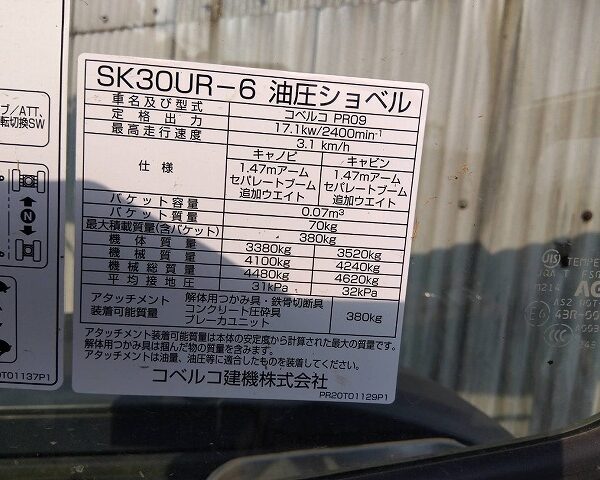 SK30UR-6 油圧ショベル
車名及び型式 コベルコ PR09
定格出力 17.1kw/2400min⁻¹
最高走行速度 3.1 km/h
仕様 キャノピ キャビン
1.47mアーム 1.47mアーム
セパレートブーム セパレートブーム
追加ウエイト 追加ウエイト
バケット容量 0.07m³
バケット質量 70kg
最大積載質量(含バケット) 380kg
機体質量 3380kg 3520kg
機械質量 4100kg 4240kg
機械総質量 4480kg 4620kg
平均接地圧 31kPa 32kPa
アタッチメント装着可能質量 解体用つかみ具・鉄骨切断具 380kg
コンクリート圧砕具
ブレーカユニット
アタッチメント
装着可能質量は本体の安定度から計算された最大の質量です。
解体用つかみ具は掴んだ物の質量を含みます。
アタッチメントは油量、油圧等に適合したものを装着してください。
コベルコ建機株式会社
PR20T01129P1
ブ/ATT.
転切換SW
N
0T01137P1
JIS
TEMPE
M214
43R-00